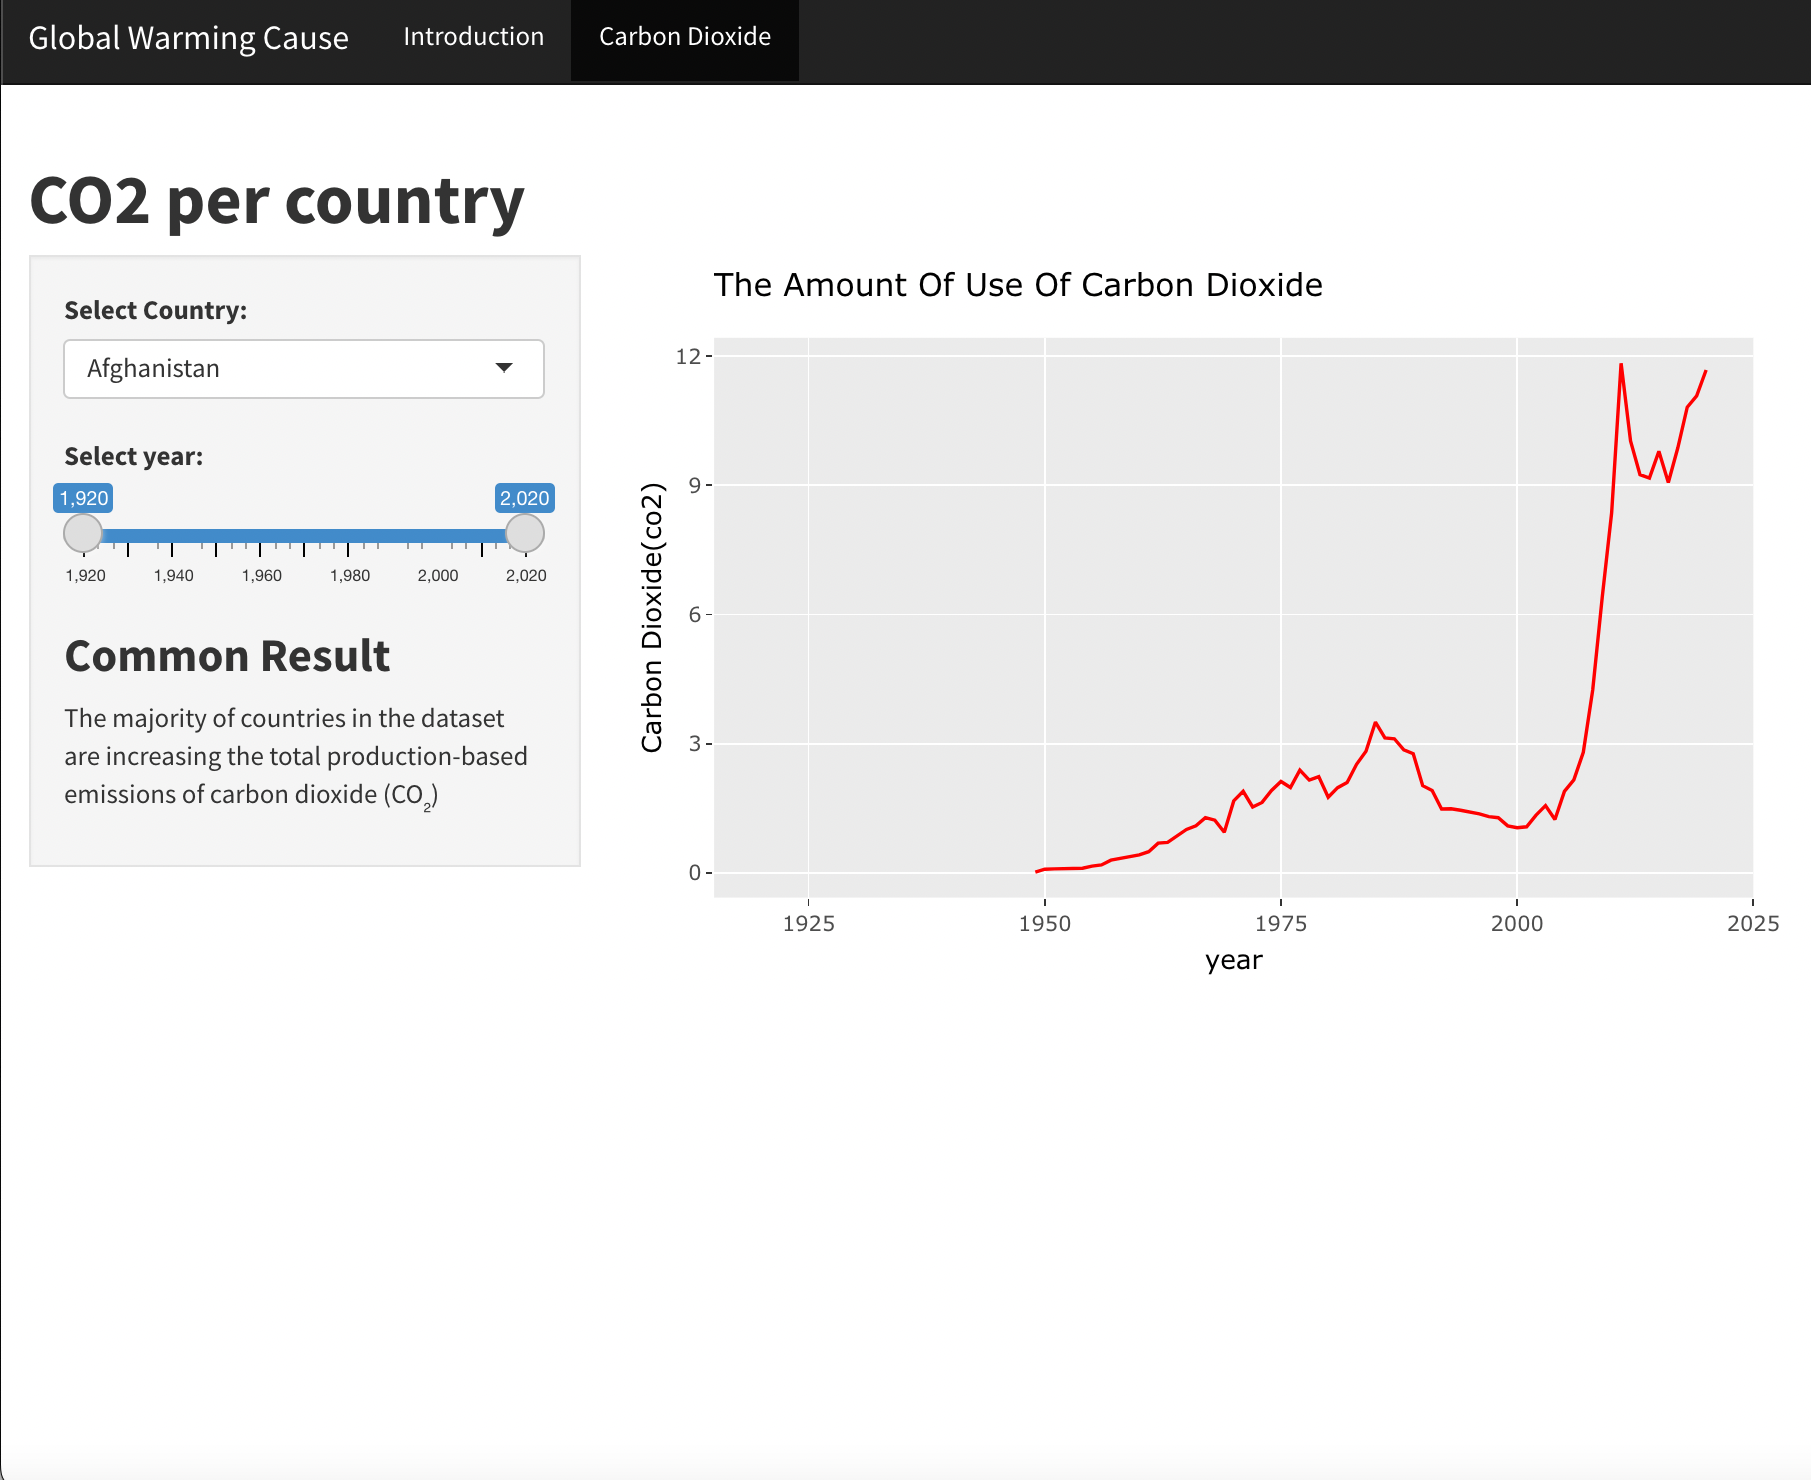 Global Warming Cause Introduction Carbon Dioxide
CO2 per country
Select Country:
Afghanistan
Select year:
1,920 2,020
1,920 1,940 1,960 1,980 2,000 2,020
Common Result
The majority of countries in the dataset
are increasing the total production-based
emissions of carbon dioxide (CO₂)
The Amount Of Use Of Carbon Dioxide
Carbon Dioxide(co2)
12
9
6
3
0
1925 1950 1975 2000 2025
year